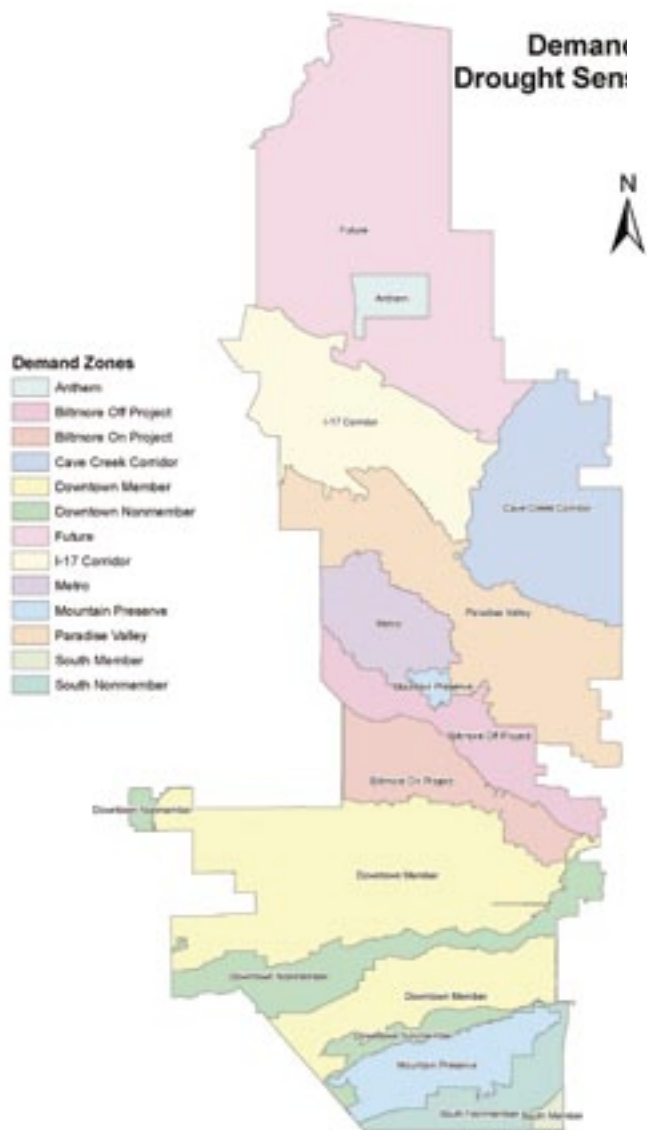 Demand
Drought Sens
N
Future
Anthem
Demand Zones
Anthem
Biltmore Off Project
Biltmore On Project
Cave Creek Corridor
Downtown Member
Downtown Nonmember
Future
I-17 Corridor
Metro
Mountain Preserve
Paradise Valley
South Member
South Nonmember
I-17 Corridor
Cave Creek Corridor
Paradise Valley
Metro
Mountain Preserve
Biltmore Off Project
Biltmore On Project
Downtown Nonmember
Downtown Member
Downtown Nonmember
Downtown Member
Downtown Nonmember
Mountain Preserve
South Nonmember
South Member